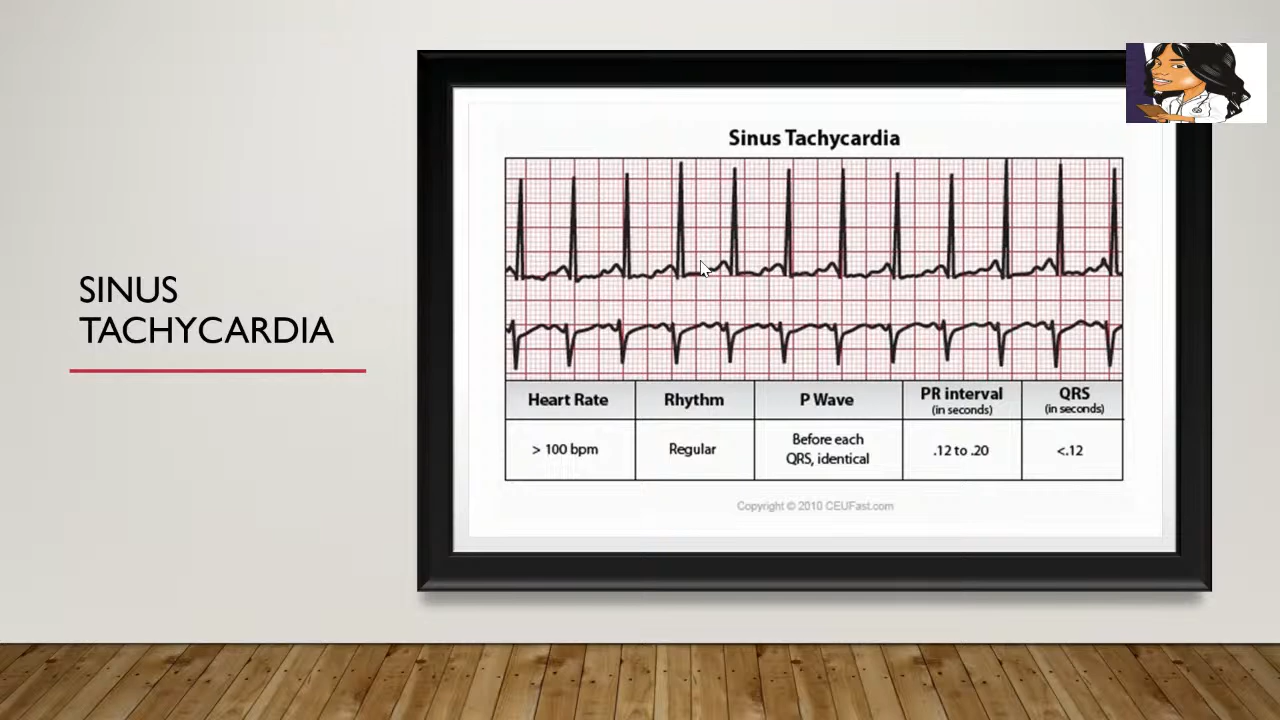 SINUS
TACHYCARDIA
Sinus Tachycardia
Heart Rate
Rhythm
P Wave
PR interval
(in seconds)
QRS
(in seconds)
> 100 bpm
Regular
Before each
QRS, identical
.12 to .20
<.12
Copyright © 2010 CEUFast.com